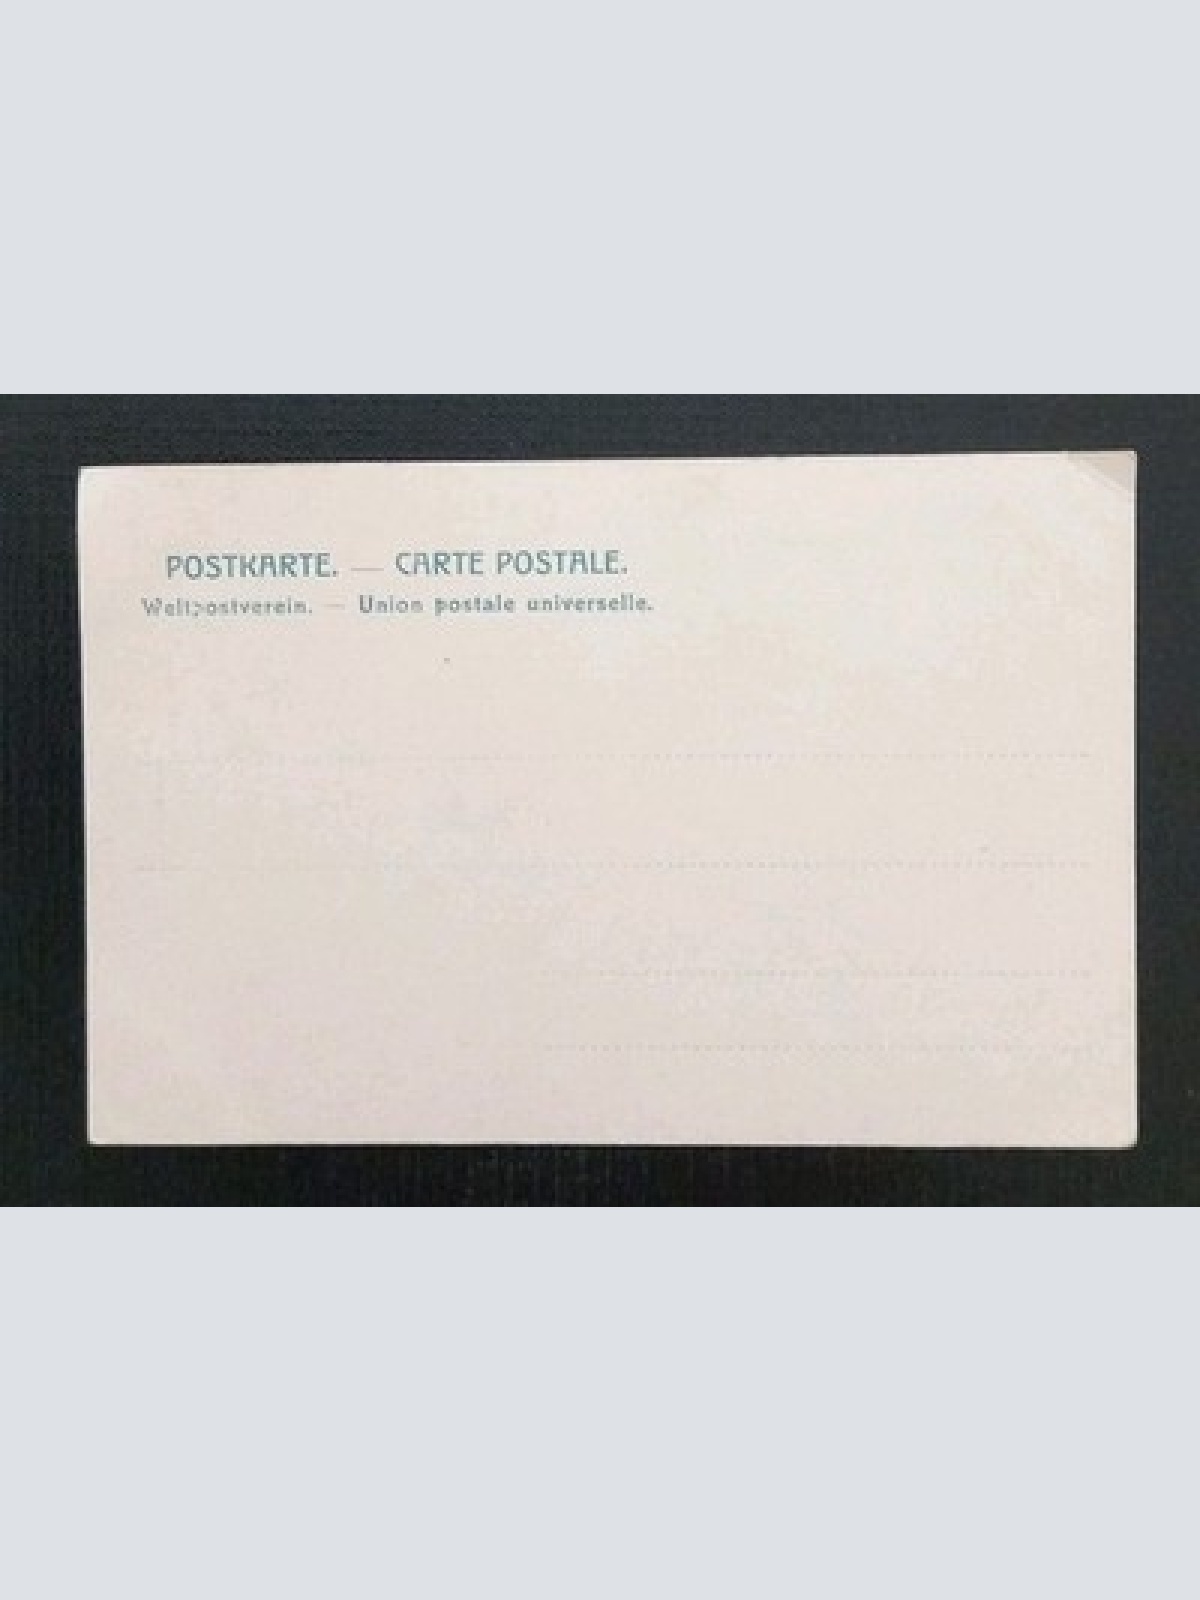 POSTKARTE. — CARTE POSTALE.
Weltpostverein. — Union postale universelle.